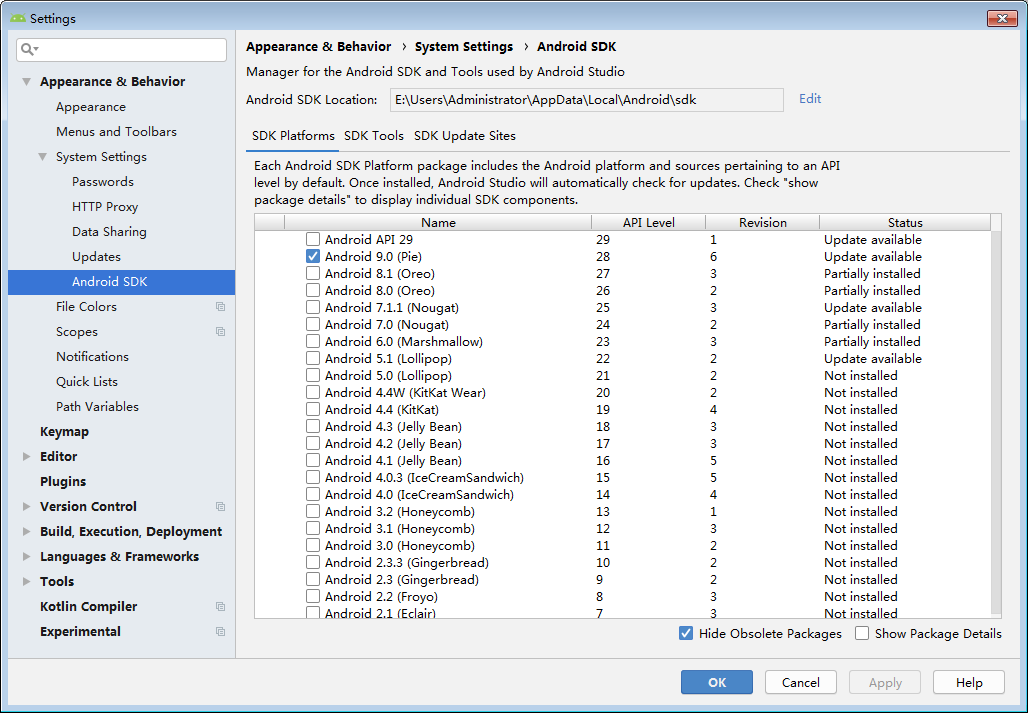 Settings
Appearance & Behavior › System Settings › Android SDK
Manager for the Android SDK and Tools used by Android Studio
Android SDK Location: E:\Users\Administrator\AppData\Local\Android\sdk Edit
Appearance & Behavior
Appearance
Menus and Toolbars
System Settings
Passwords
HTTP Proxy
Data Sharing
Updates
Android SDK
File Colors
Scopes
Notifications
Quick Lists
Path Variables
Keymap
Editor
Plugins
Version Control
Build, Execution, Deployment
Languages & Frameworks
Tools
Kotlin Compiler
Experimental
SDK Platforms SDK Tools SDK Update Sites
Each Android SDK Platform package includes the Android platform and sources pertaining to an API
level by default. Once installed, Android Studio will automatically check for updates. Check "show
package details" to display individual SDK components.
Name API Level Revision Status
Android API 29 29 1 Update available
Android 9.0 (Pie) 28 6 Update available
Android 8.1 (Oreo) 27 3 Partially installed
Android 8.0 (Oreo) 26 2 Partially installed
Android 7.1.1 (Nougat) 25 3 Update available
Android 7.0 (Nougat) 24 2 Partially installed
Android 6.0 (Marshmallow) 23 3 Partially installed
Android 5.1 (Lollipop) 22 2 Update available
Android 5.0 (Lollipop) 21 2 Not installed
Android 4.4W (KitKat Wear) 20 2 Not installed
Android 4.4 (KitKat) 19 4 Not installed
Android 4.3 (Jelly Bean) 18 3 Not installed
Android 4.2 (Jelly Bean) 17 3 Not installed
Android 4.1 (Jelly Bean) 16 5 Not installed
Android 4.0.3 (IceCreamSandwich) 15 5 Not installed
Android 4.0 (IceCreamSandwich) 14 4 Not installed
Android 3.2 (Honeycomb) 13 1 Not installed
Android 3.1 (Honeycomb) 12 3 Not installed
Android 3.0 (Honeycomb) 11 2 Not installed
Android 2.3.3 (Gingerbread) 10 2 Not installed
Android 2.3 (Gingerbread) 9 2 Not installed
Android 2.2 (Froyo) 8 3 Not installed
Android 2.1 (Eclair) 7 3 Not installed
Hide Obsolete Packages Show Package Details
OK Cancel Apply Help